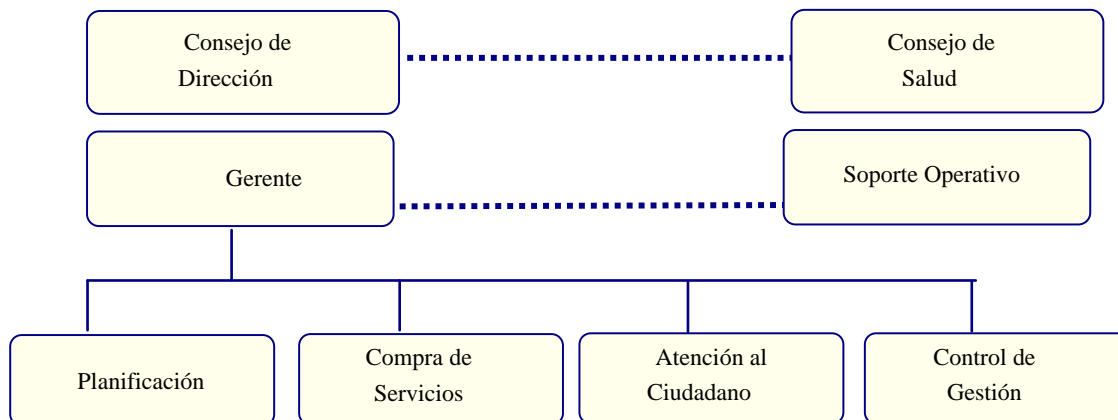 Consejo de
Dirección
Consejo de
Salud
Gerente
Soporte Operativo
Planificación
Compra de
Servicios
Atención al
Ciudadano
Control de
Gestión